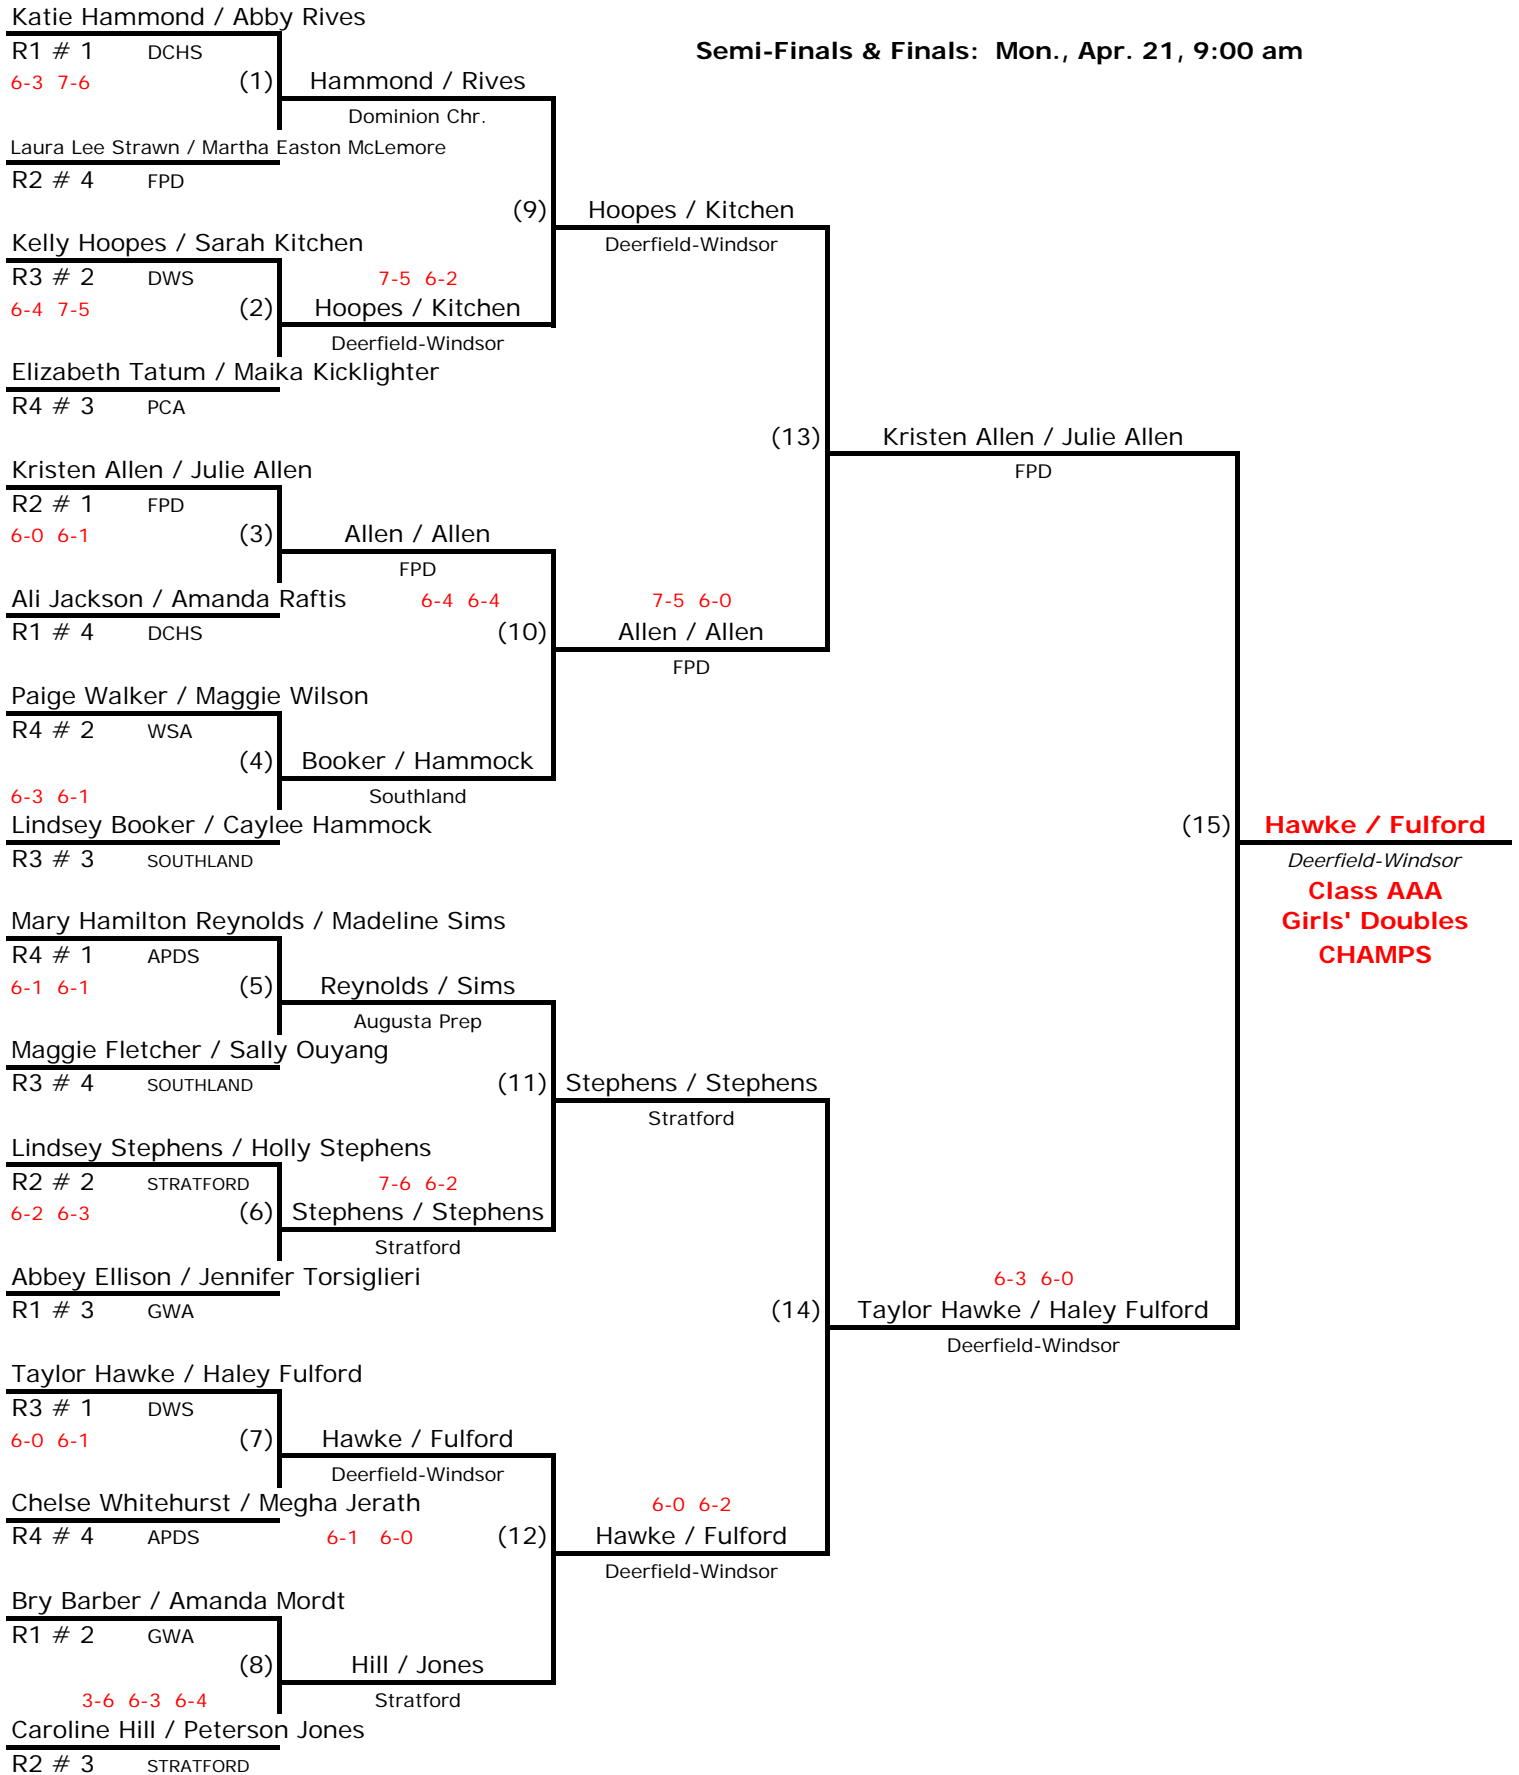 Katie Hammond / Abby Rives
R1 # 1 DCHS
Semi-Finals & Finals: Mon., Apr. 21, 9:00 am
6-3 7-6 (1) Hammond / Rives
Dominion Chr.
Laura Lee Strawn / Martha Easton McLemore
R2 # 4 FPD
(9) Hoopes / Kitchen
Deerfield-Windsor
Kelly Hoopes / Sarah Kitchen
R3 # 2 DWS 7-5 6-2
6-4 7-5 (2) Hoopes / Kitchen
Deerfield-Windsor
Elizabeth Tatum / Maika Kicklighter
R4 # 3 PCA
(13) Kristen Allen / Julie Allen
FPD
Kristen Allen / Julie Allen
R2 # 1 FPD
6-0 6-1 (3) Allen / Allen
FPD
Ali Jackson / Amanda Raftis 6-4 6-4 7-5 6-0
R1 # 4 DCHS (10) Allen / Allen
FPD
Paige Walker / Maggie Wilson
R4 # 2 WSA
(4) Booker / Hammock
6-3 6-1 Southland
Lindsey Booker / Caylee Hammock (15) Hawke / Fulford
R3 # 3 SOUTHLAND Deerfield-Windsor
Class AAA
Girls' Doubles
CHAMPS
Mary Hamilton Reynolds / Madeline Sims
R4 # 1 APDS
6-1 6-1 (5) Reynolds / Sims
Augusta Prep
Maggie Fletcher / Sally Ouyang
R3 # 4 SOUTHLAND (11) Stephens / Stephens
Stratford
Lindsey Stephens / Holly Stephens
R2 # 2 STRATFORD 7-6 6-2
6-2 6-3 (6) Stephens / Stephens
Stratford
Abbey Ellison / Jennifer Torsiglieri 6-3 6-0
R1 # 3 GWA (14) Taylor Hawke / Haley Fulford
Deerfield-Windsor
Taylor Hawke / Haley Fulford
R3 # 1 DWS
6-0 6-1 (7) Hawke / Fulford
Deerfield-Windsor
Chelse Whitehurst / Megha Jerath 6-0 6-2
R4 # 4 APDS 6-1 6-0 (12) Hawke / Fulford
Deerfield-Windsor
Bry Barber / Amanda Mordt
R1 # 2 GWA
(8) Hill / Jones
3-6 6-3 6-4 Stratford
Caroline Hill / Peterson Jones
R2 # 3 STRATFORD